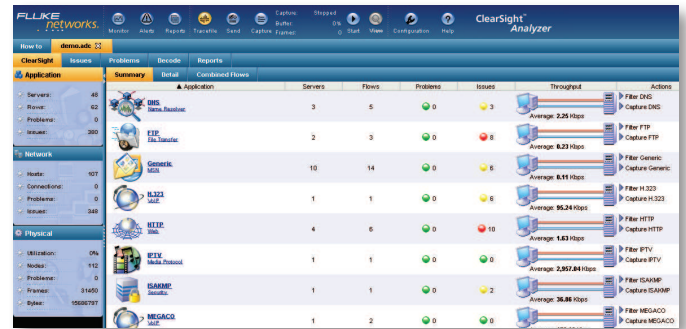 FLUKE networks.
Monitor Alerts Reports Tracefile Send Capture
Capture: Stopped
Buffer: 0%
Frames: 0
Start View Configuration Help
ClearSight™
Analyzer
How to demo.adc
ClearSight Issues Problems Decode Reports
Application
Summary Detail Combined Flows
▲ Application Servers Flows Problems Issues Throughput Actions
Servers: 48
Flows: 62
Problems: 0
Issues: 380
Network
Hosts: 107
Connections: 0
Problems: 0
Issues: 348
Physical
Utilization: 0%
Nodes: 112
Problems: 0
Frames: 31450
Bytes: 15686797
DNS
Name Resolver
3 5 0 3
Average: 2.25 Kbps
Filter DNS
Capture DNS
FTP
File Transfer
2 3 0 8
Average: 0.23 Kbps
Filter FTP
Capture FTP
Generic
MSN
10 14 0 6
Average: 0.11 Kbps
Filter Generic
Capture Generic
H.323
VoIP
1 1 0 6
Average: 95.24 Kbps
Filter H.323
Capture H.323
HTTP
Web
4 6 0 10
Average: 1.63 Kbps
Filter HTTP
Capture HTTP
IPTV
Media Protocol
1 1 0 0
Average: 2,957.04 Kbps
Filter IPTV
Capture IPTV
ISAKMP
Security
1 1 0 2
Average: 36.86 Kbps
Filter ISAKMP
Capture ISAKMP
MEGACO
VoIP
1 2 0 0
Filter MEGACO
Capture MEGACO